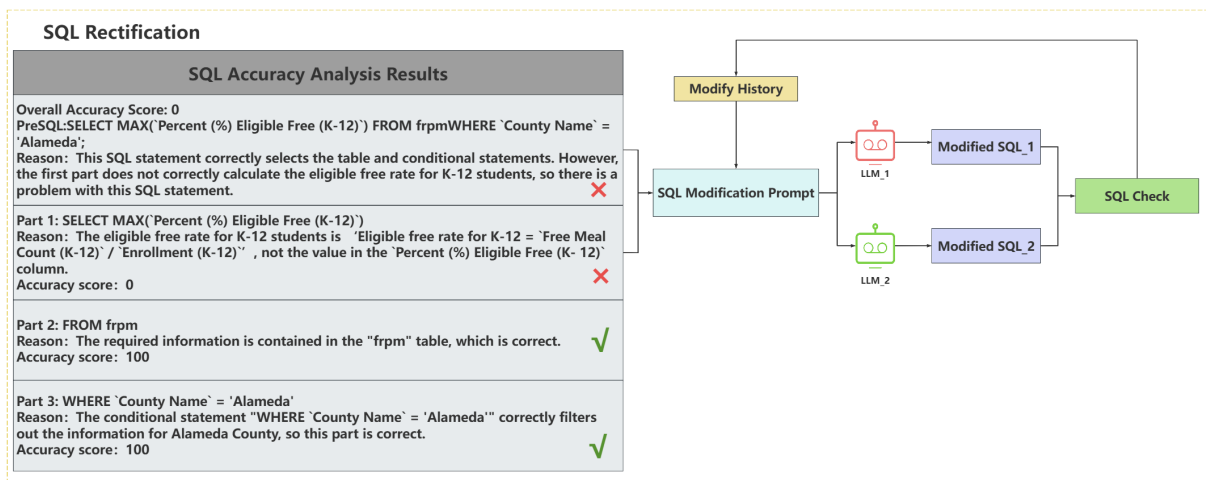 SQL Rectification
SQL Accuracy Analysis Results
Overall Accuracy Score: 0
PreSQL:SELECT MAX(`Percent (%) Eligible Free (K-12)`) FROM frpmWHERE `County Name` =
'Alameda';
Reason：This SQL statement correctly selects the table and conditional statements. However,
the first part does not correctly calculate the eligible free rate for K-12 students, so there is a
problem with this SQL statement.
Part 1: SELECT MAX(`Percent (%) Eligible Free (K-12)`)
Reason：The eligible free rate for K-12 students is ‘Eligible free rate for K-12 = `Free Meal
Count (K-12)` / `Enrollment (K-12)`’, not the value in the `Percent (%) Eligible Free (K- 12)`
column.
Accuracy score：0
Part 2: FROM frpm
Reason：The required information is contained in the "frpm" table, which is correct.
Accuracy score：100
Part 3: WHERE `County Name` = 'Alameda'
Reason：The conditional statement "WHERE `County Name` = 'Alameda'" correctly filters
out the information for Alameda County, so this part is correct.
Accuracy score：100
Modify History
SQL Modification Prompt
LLM_1
Modified SQL_1
LLM_2
Modified SQL_2
SQL Check